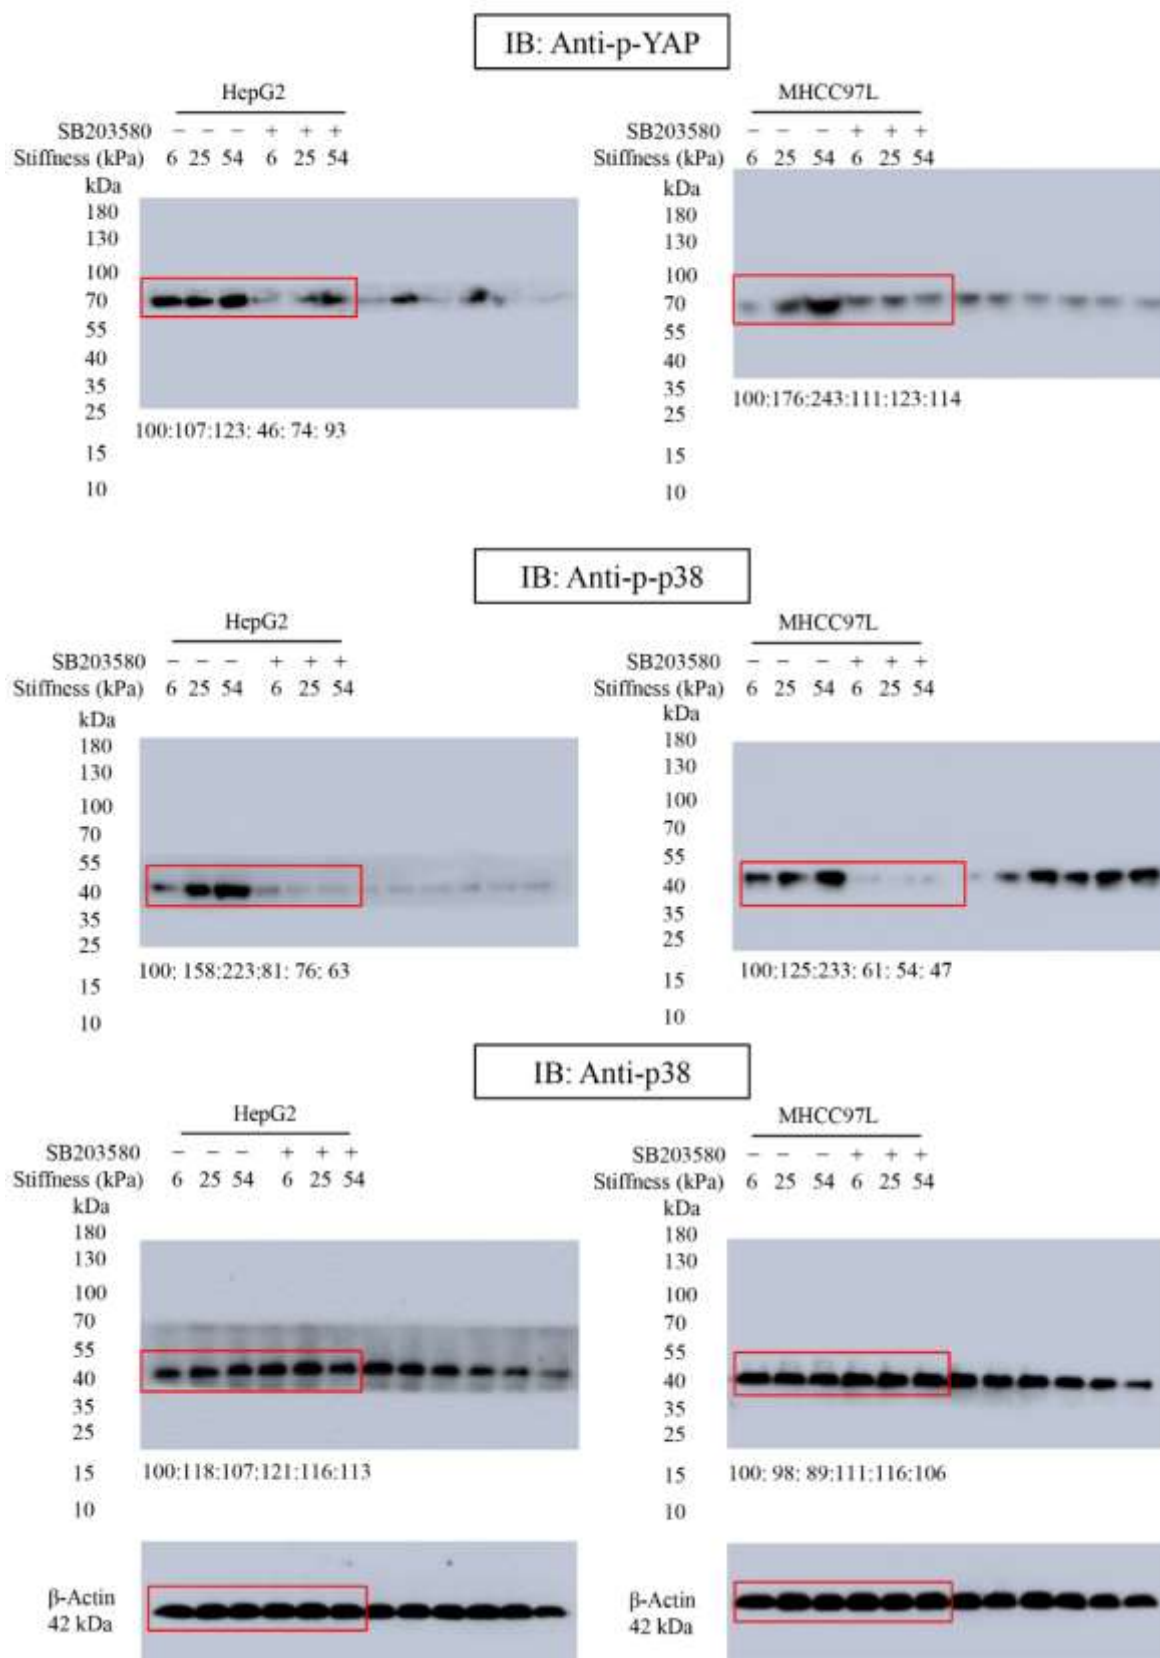 IB: Anti-p-YAP
HepG2
SB203580 − − − + + +
Stiffness (kPa) 6 25 54 6 25 54
kDa
180
130
100
70
55
40
35
25
15
10
100:107:123: 46: 74: 93
MHCC97L
SB203580 − − − + + +
Stiffness (kPa) 6 25 54 6 25 54
kDa
180
130
100
70
55
40
35
25
15
10
100:176:243:111:123:114
IB: Anti-p-p38
HepG2
SB203580 − − − + + +
Stiffness (kPa) 6 25 54 6 25 54
kDa
180
130
100
70
55
40
35
25
15
10
100: 158:223:81: 76: 63
MHCC97L
SB203580 − − − + + +
Stiffness (kPa) 6 25 54 6 25 54
kDa
180
130
100
70
55
40
35
25
15
10
100:125:233: 61: 54: 47
IB: Anti-p38
HepG2
SB203580 − − − + + +
Stiffness (kPa) 6 25 54 6 25 54
kDa
180
130
100
70
55
40
35
25
15
10
100:118:107:121:116:113
β-Actin
42 kDa
MHCC97L
SB203580 − − − + + +
Stiffness (kPa) 6 25 54 6 25 54
kDa
180
130
100
70
55
40
35
25
15
10
100: 98: 89:111:116:106
β-Actin
42 kDa